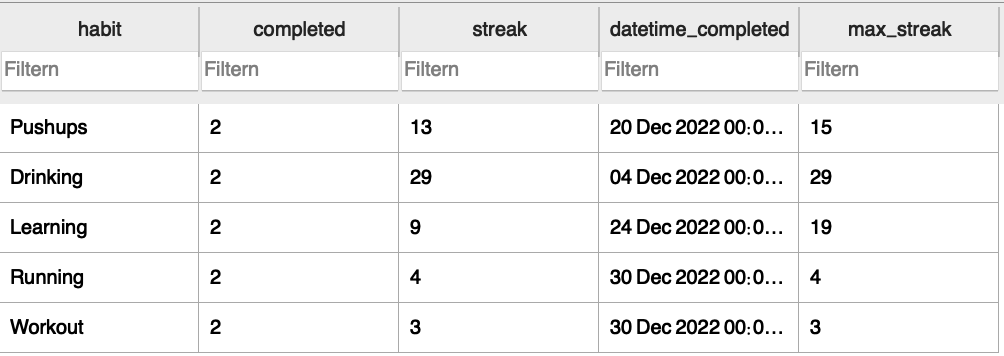 habit completed streak datetime_completed max_streak
Filtern Filtern Filtern Filtern Filtern
Pushups 2 13 20 Dec 2022 00:0... 15
Drinking 2 29 04 Dec 2022 00:0... 29
Learning 2 9 24 Dec 2022 00:0... 19
Running 2 4 30 Dec 2022 00:0... 4
Workout 2 3 30 Dec 2022 00:0... 3